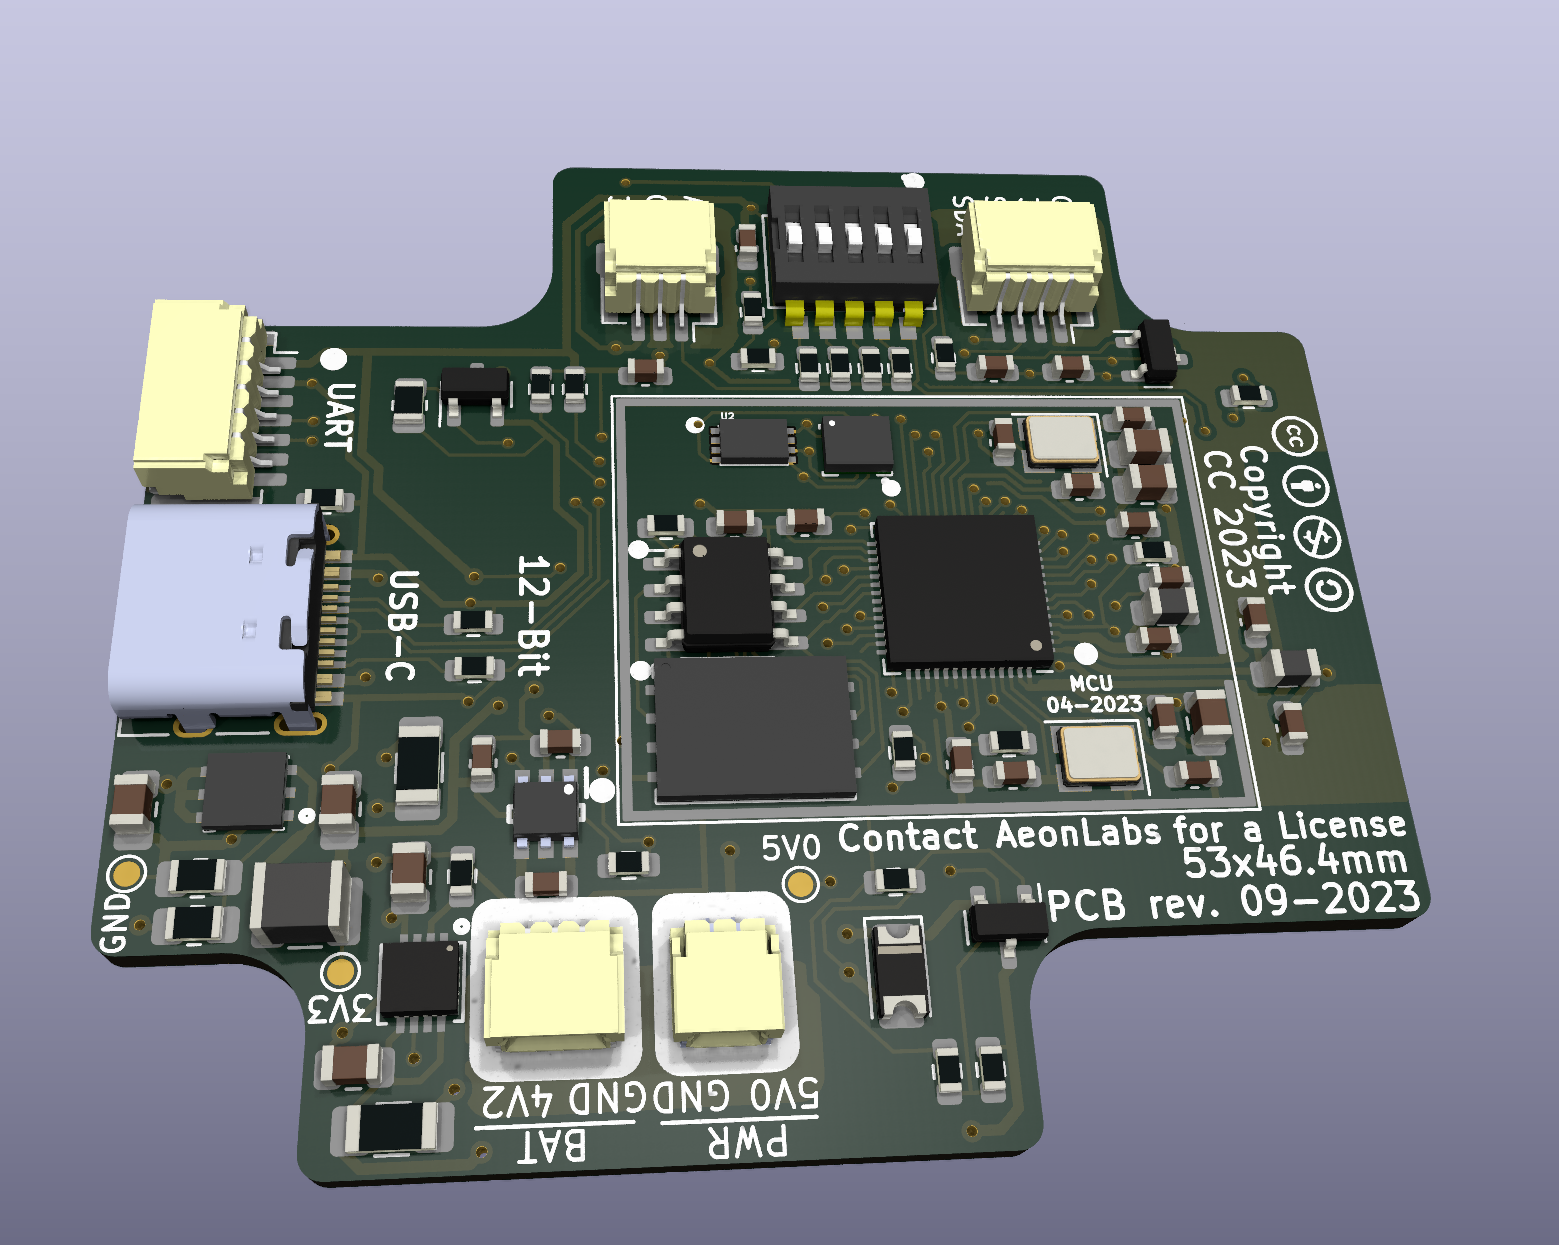 UART
U2
Copyright
CC 2023
cc
USB-C
12-Bit
MCU
04-2023
5V0
Contact AeonLabs for a License
53x46.4mm
PCB rev. 09-2023
GND
3V3
GND 4V2
BAT
5V0 GND
PWR